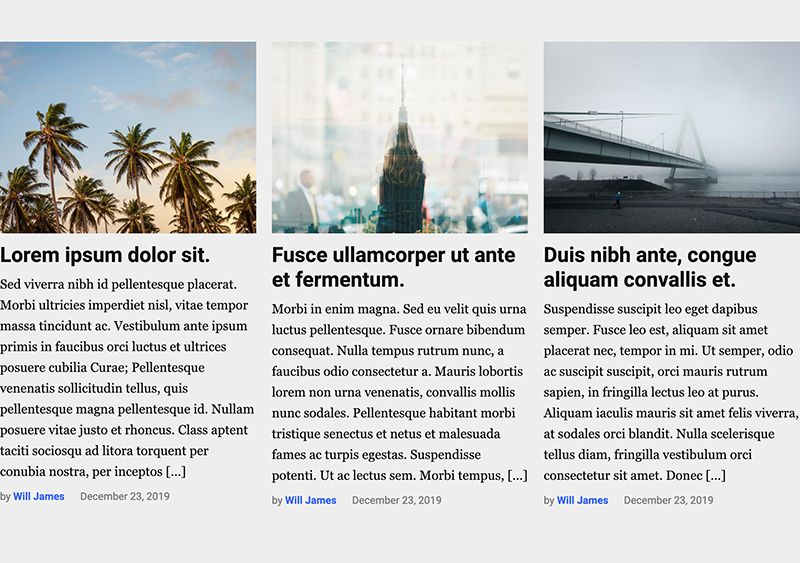 Lorem ipsum dolor sit.
Sed viverra nibh id pellentesque placerat.
Morbi ultricies imperdiet nisl, vitae tempor
massa tincidunt ac. Vestibulum ante ipsum
primis in faucibus orci luctus et ultrices
posuere cubilia Curae; Pellentesque
venenatis sollicitudin tellus, quis
pellentesque magna pellentesque id. Nullam
posuere vitae justo et rhoncus. Class aptent
taciti sociosqu ad litora torquent per
conubia nostra, per inceptos [...]
by Will James December 23, 2019
Fusce ullamcorper ut ante
et fermentum.
Morbi in enim magna. Sed eu velit quis urna
luctus pellentesque. Fusce ornare bibendum
consequat. Nulla tempus rutrum nunc, a
faucibus odio consectetur a. Mauris lobortis
lorem non urna venenatis, convallis mollis
nunc sodales. Pellentesque habitant morbi
tristique senectus et netus et malesuada
fames ac turpis egestas. Suspendisse
potenti. Ut ac lectus sem. Morbi tempus, [...]
by Will James December 23, 2019
Duis nibh ante, congue
aliquam convallis et.
Suspendisse suscipit leo eget dapibus
semper. Fusce leo est, aliquam sit amet
placerat nec, tempor in mi. Ut semper, odio
ac suscipit suscipit, orci mauris rutrum
sapien, in fringilla lectus leo at purus.
Aliquam iaculis mauris sit amet felis viverra,
at sodales orci blandit. Nulla scelerisque
tellus diam, fringilla vestibulum orci
consectetur sit amet. Donec [...]
by Will James December 23, 2019